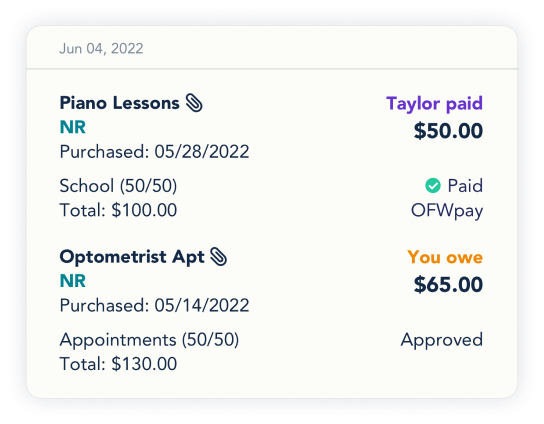 Jun 04, 2022
Piano Lessons
Taylor paid
NR
$50.00
Purchased: 05/28/2022
School (50/50)
Paid
Total: $100.00
OFWpay
Optometrist Apt
You owe
NR
$65.00
Purchased: 05/14/2022
Appointments (50/50)
Approved
Total: $130.00